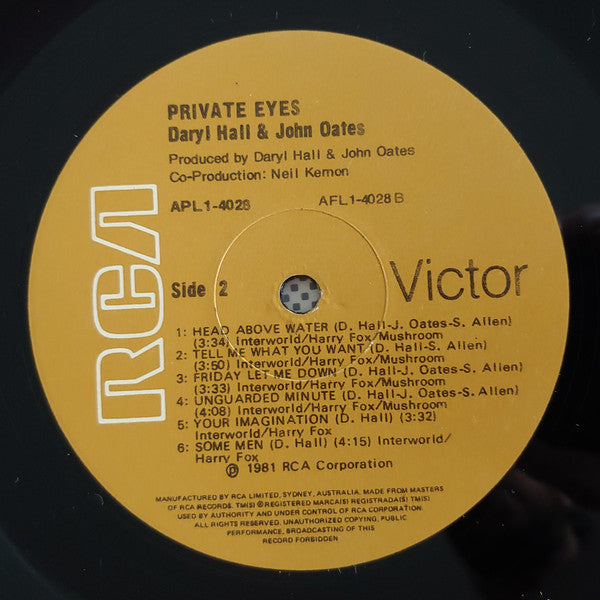 PRIVATE EYES
Daryl Hall & John Oates
Produced by Daryl Hall & John Oates
Co-Production: Neil Kernon
APL1-4028 AFL1-4028 B
RCA
Side 2
Victor
1: HEAD ABOVE WATER (D. Hall-J. Oates-S. Allen)
(3:34) Interworld/Harry Fox/Mushroom
2: TELL ME WHAT YOU WANT (D. Hall-S. Allen)
(3:50) Interworld/Harry Fox/Mushroom
3: FRIDAY LET ME DOWN (D. Hall-J. Oates-S. Allen)
(3:33) Interworld/Harry Fox/Mushroom
4: UNGUARDED MINUTE (D. Hall-J. Oates-S. Allen)
(4:08) Interworld/Harry Fox/Mushroom
5: YOUR IMAGINATION (D. Hall) (3:32)
Interworld/Harry Fox
6: SOME MEN (D. Hall) (4:15) Interworld/
Harry Fox
℗ 1981 RCA Corporation
MANUFACTURED BY RCA LIMITED, SYDNEY, AUSTRALIA. MADE FROM MASTERS
OF RCA RECORDS. TM(S) ® REGISTERED MARCA(S) REGISTRADA(S) TM(S)
USED BY AUTHORITY AND UNDER CONTROL OF RCA CORPORATION.
ALL RIGHTS RESERVED. UNAUTHORIZED COPYING, PUBLIC
PERFORMANCE, BROADCASTING OF THIS
RECORD FORBIDDEN